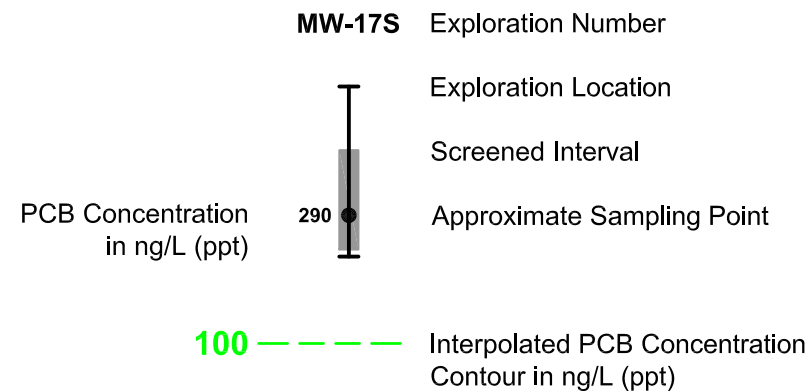 MW-17S Exploration Number
Exploration Location
Screened Interval
PCB Concentration
in ng/L (ppt)
290
Approximate Sampling Point
100
Interpolated PCB Concentration
Contour in ng/L (ppt)